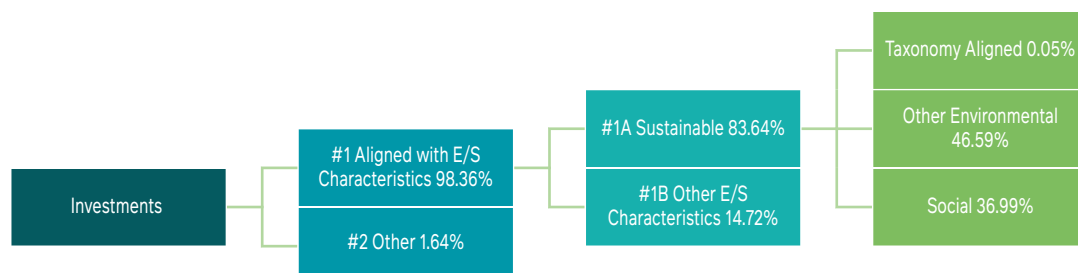 Investments
#1 Aligned with E/S
Characteristics 98.36%
#2 Other 1.64%
#1A Sustainable 83.64%
#1B Other E/S
Characteristics 14.72%
Taxonomy Aligned 0.05%
Other Environmental
46.59%
Social 36.99%